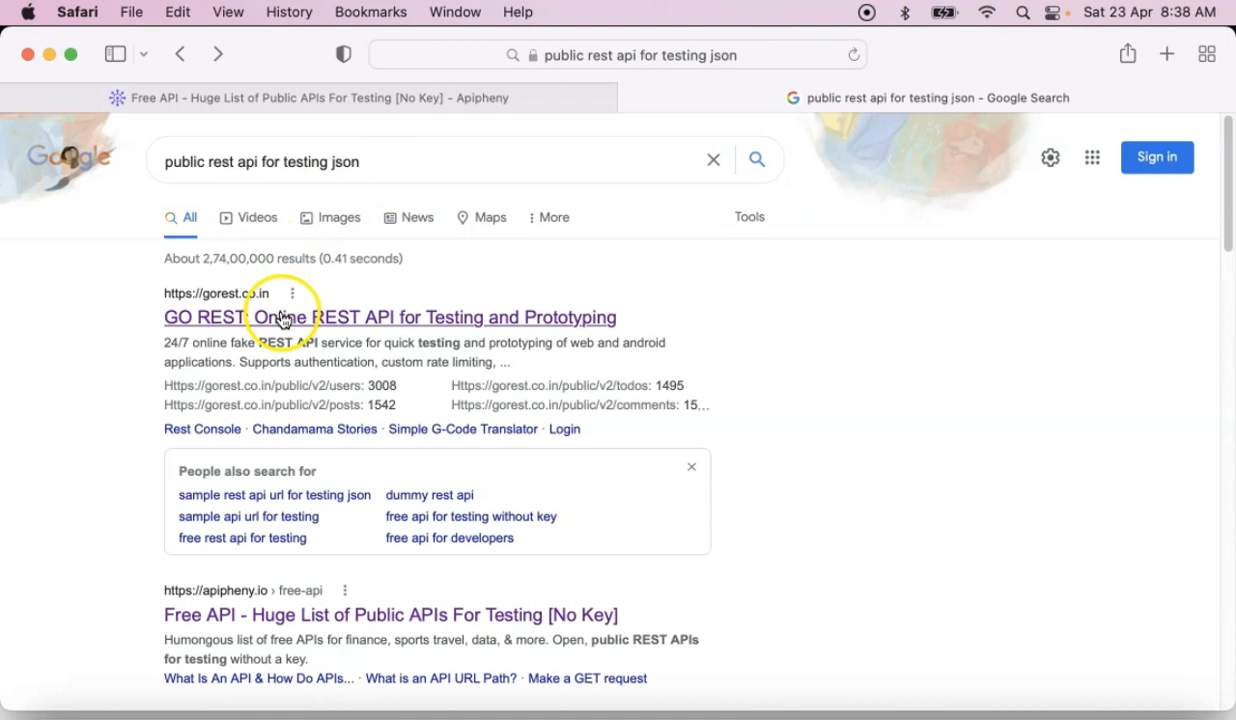 Safari File Edit View History Bookmarks Window Help Sat 23 Apr 8:38 AM
public rest api for testing json
Free API - Huge List of Public APIs For Testing [No Key] - Apipheny
public rest api for testing json - Google Search
Google
public rest api for testing json
Sign in
All Videos Images News Maps More Tools
About 2,74,00,000 results (0.41 seconds)
https://gorest.co.in
GO REST: Online REST API for Testing and Prototyping
24/7 online fake REST API service for quick testing and prototyping of web and android
applications. Supports authentication, custom rate limiting, ...
Https://gorest.co.in/public/v2/users: 3008 Https://gorest.co.in/public/v2/todos: 1495
Https://gorest.co.in/public/v2/posts: 1542 Https://gorest.co.in/public/v2/comments: 15...
Rest Console · Chandamama Stories · Simple G-Code Translator · Login
People also search for
sample rest api url for testing json dummy rest api
sample api url for testing free api for testing without key
free rest api for testing free api for developers
https://apipheny.io › free-api
Free API - Huge List of Public APIs For Testing [No Key]
Humongous list of free APIs for finance, sports travel, data, & more. Open, public REST APIs
for testing without a key.
What Is An API & How Do APIs... · What is an API URL Path? · Make a GET request